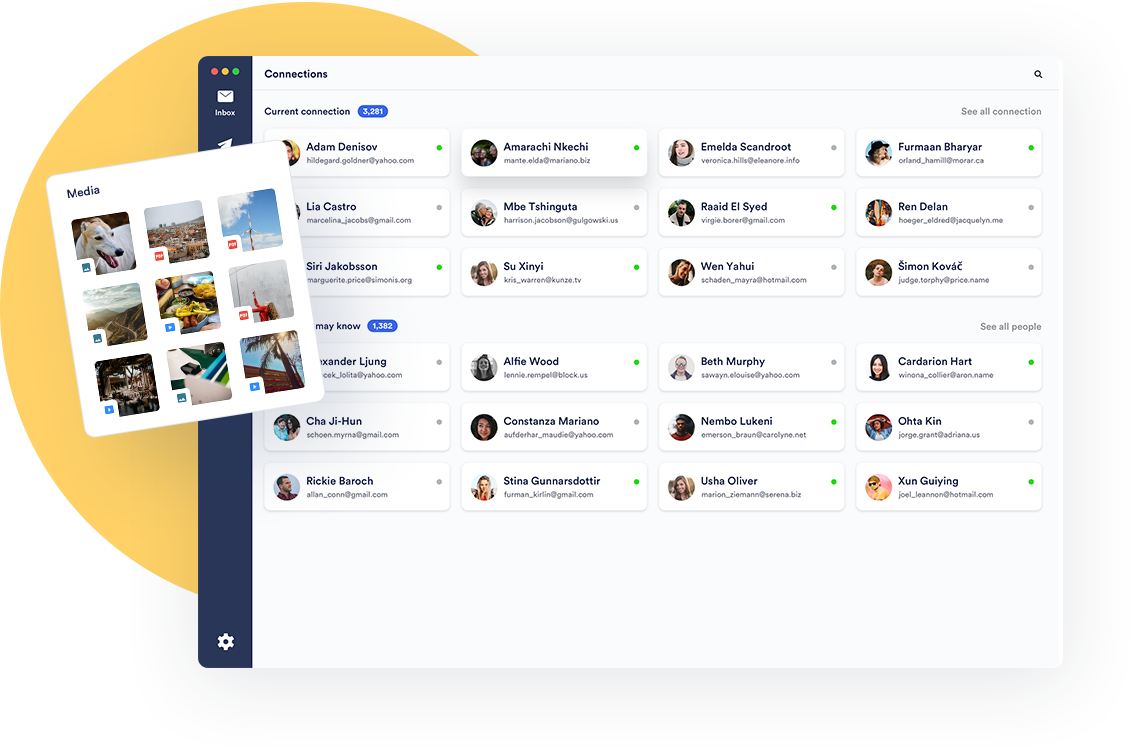 Connections
Inbox
Current connection 3,281 See all connection
Adam Denisov
hildegard.goldner@yahoo.com
Amarachi Nkechi
mante.elda@mariano.biz
Emelda Scandroot
veronica.hills@eleanore.info
Furmaan Bharyar
orland_hamill@morar.ca
Lia Castro
marcelina_jacobs@gmail.com
Mbe Tshinguta
harrison.jacobson@gulgowski.us
Raaid El Syed
virgie.borer@gmail.com
Ren Delan
hoeger_eldred@jacquelyn.me
Siri Jakobsson
marguerite.price@simonis.org
Su Xinyi
kris_warren@kunze.tv
Wen Yahui
schaden_mayra@hotmail.com
Šimon Kováč
judge.torphy@price.name
may know 1,382 See all people
exander Ljung
cek_lolita@yahoo.com
Alfie Wood
lennie.rempel@block.us
Beth Murphy
sawayn.elouise@yahoo.com
Cardarion Hart
winona_collier@aron.name
Cha Ji-Hun
schoen.myrna@gmail.com
Constanza Mariano
aufderhar_maudie@yahoo.com
Nembo Lukeni
emerson_braun@carolyne.net
Ohta Kin
jorge.grant@adriana.us
Rickie Baroch
allan_conn@gmail.com
Stina Gunnarsdottir
furman_kirlin@gmail.com
Usha Oliver
marion_ziemann@serena.biz
Xun Guiying
joel_leannon@hotmail.com
Media
PDF
PDF
PDF